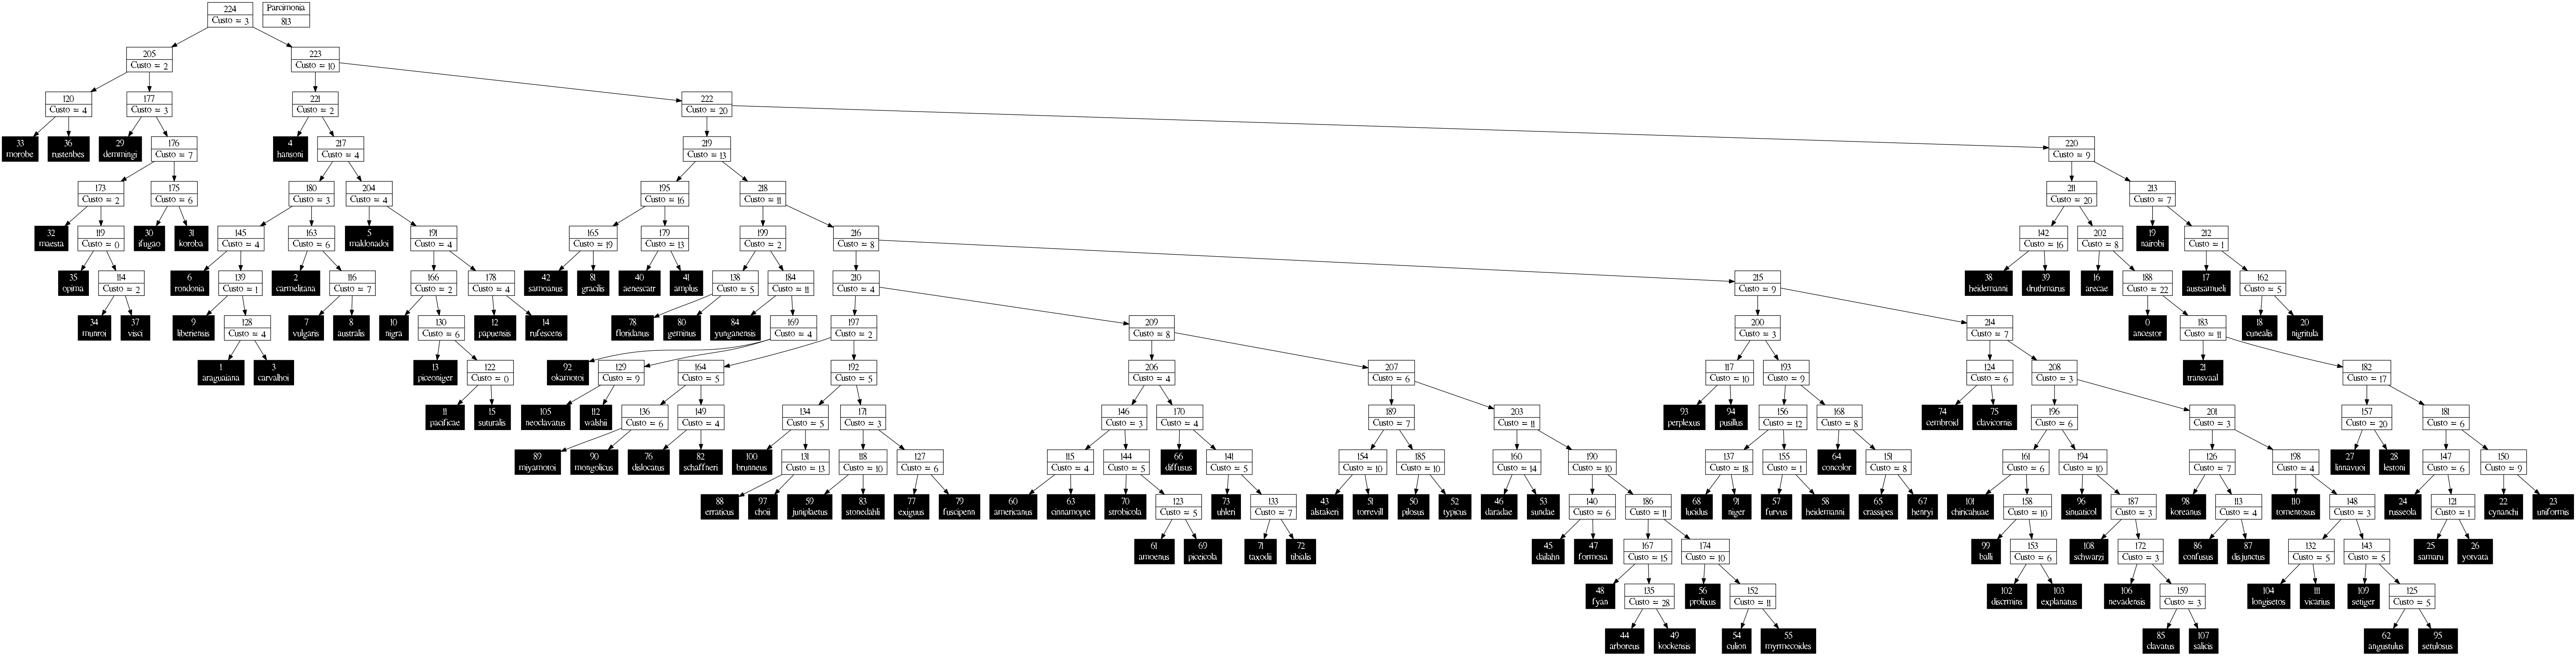 224
Custo = 3
Parcimonia
813
205
Custo = 2
223
Custo = 10
120
Custo = 4
177
Custo = 3
221
Custo = 2
222
Custo = 20
33
morobe
36
rustenbes
29
demmingi
176
Custo = 7
4
hansoni
217
Custo = 4
219
Custo = 13
220
Custo = 9
173
Custo = 2
175
Custo = 6
180
Custo = 3
204
Custo = 4
195
Custo = 16
218
Custo = 11
211
Custo = 20
213
Custo = 7
32
maesta
119
Custo = 0
30
ifugao
31
koroba
145
Custo = 4
163
Custo = 6
5
maldonadoi
191
Custo = 4
165
Custo = 19
179
Custo = 13
199
Custo = 2
216
Custo = 8
142
Custo = 16
202
Custo = 8
19
nairobi
212
Custo = 1
35
opima
114
Custo = 2
6
rondonia
139
Custo = 1
2
carmelitana
116
Custo = 7
166
Custo = 2
178
Custo = 4
42
samoanus
81
gracilis
40
aenescatr
41
amplus
138
Custo = 5
184
Custo = 11
210
Custo = 4
215
Custo = 9
38
heidemanni
39
druthmarus
16
arecae
188
Custo = 22
17
austsamueli
162
Custo = 5
34
munroi
37
visci
9
liberiensis
128
Custo = 4
7
vulgaris
8
australis
10
nigra
130
Custo = 6
12
papuensis
14
rufescens
78
floridanus
80
geminus
84
yunganensis
169
Custo = 4
197
Custo = 2
209
Custo = 8
200
Custo = 3
214
Custo = 7
0
ancestor
183
Custo = 11
18
cunealis
20
nigritula
1
araguaiana
3
carvalhoi
13
piceoniger
122
Custo = 0
92
okamotoi
129
Custo = 9
164
Custo = 5
192
Custo = 5
206
Custo = 4
207
Custo = 6
117
Custo = 10
193
Custo = 9
124
Custo = 6
208
Custo = 3
21
transvaal
182
Custo = 17
11
pacificae
15
suturalis
105
neoclavatus
112
walshii
136
Custo = 6
149
Custo = 4
134
Custo = 5
171
Custo = 3
146
Custo = 3
170
Custo = 4
189
Custo = 7
203
Custo = 11
93
perplexus
94
pusillus
156
Custo = 12
168
Custo = 8
74
cembroid
75
clavicornis
196
Custo = 6
201
Custo = 3
157
Custo = 20
181
Custo = 6
89
miyamotoi
90
mongolicus
76
dislocatus
82
schaffneri
100
brunneus
131
Custo = 13
118
Custo = 10
127
Custo = 6
115
Custo = 4
144
Custo = 5
66
diffusus
141
Custo = 5
154
Custo = 10
185
Custo = 10
160
Custo = 14
190
Custo = 10
137
Custo = 18
155
Custo = 1
64
concolor
151
Custo = 8
161
Custo = 6
194
Custo = 10
126
Custo = 7
198
Custo = 4
27
linnavuoi
28
lestoni
147
Custo = 6
150
Custo = 9
88
erraticus
97
choii
59
juniplaetus
83
stonedahli
77
exiguus
79
fuscipenn
60
americanus
63
cinnamopte
70
strobicola
123
Custo = 5
73
uhleri
133
Custo = 7
43
alstakeri
51
torrevill
50
pilosus
52
typicus
46
daradae
53
sundae
140
Custo = 6
186
Custo = 11
68
lucidus
91
niger
57
furvus
58
heidemanni
65
crassipes
67
henryi
101
chiricahuae
158
Custo = 10
96
sinuaticol
187
Custo = 3
98
koreanus
113
Custo = 4
110
tomentosus
148
Custo = 3
24
russeola
121
Custo = 1
22
cynanchi
23
uniformis
61
amoenus
69
piceicola
71
taxodii
72
tibialis
45
dailahn
47
formosa
167
Custo = 15
174
Custo = 10
99
balli
153
Custo = 6
108
schwarzi
172
Custo = 3
86
confusus
87
disjunctus
132
Custo = 5
143
Custo = 5
25
samaru
26
yotvata
48
fyan
135
Custo = 28
56
prolixus
152
Custo = 11
102
discrmins
103
explanatus
106
nevadensis
159
Custo = 3
104
longisetos
111
vicarius
109
setiger
125
Custo = 5
44
arboreus
49
kockensis
54
culion
55
myrmecoides
85
clavatus
107
salicis
62
angustulus
95
setulosus